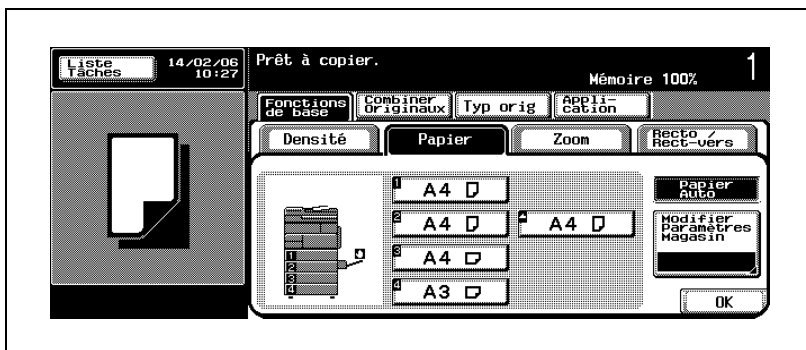 Liste
Tâches
14/02/06
10:27
Prêt à copier.
Mémoire 100%
1
Fonctions
de base
Combiner
Originaux
Typ orig
Appli-
cation
Densité
Papier
Zoom
Recto /
Rect-vers
1 A4
2 A4
A4
3 A4
4 A3
1
2
3
4
Papier
Auto
Modifier
Paramètres
Magasin
OK